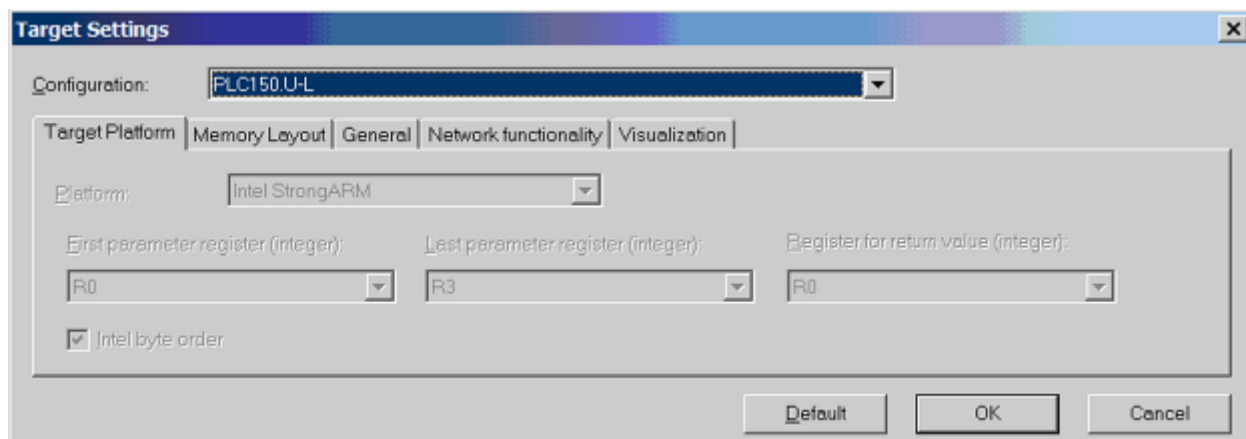 Target Settings
Configuration: PLC150.U-L
Target Platform Memory Layout General Network functionality Visualization
Platform: Intel StrongARM
First parameter register (integer): Last parameter register (integer): Register for return value (integer):
R0 R3 R0
Intel byte order
Default OK Cancel